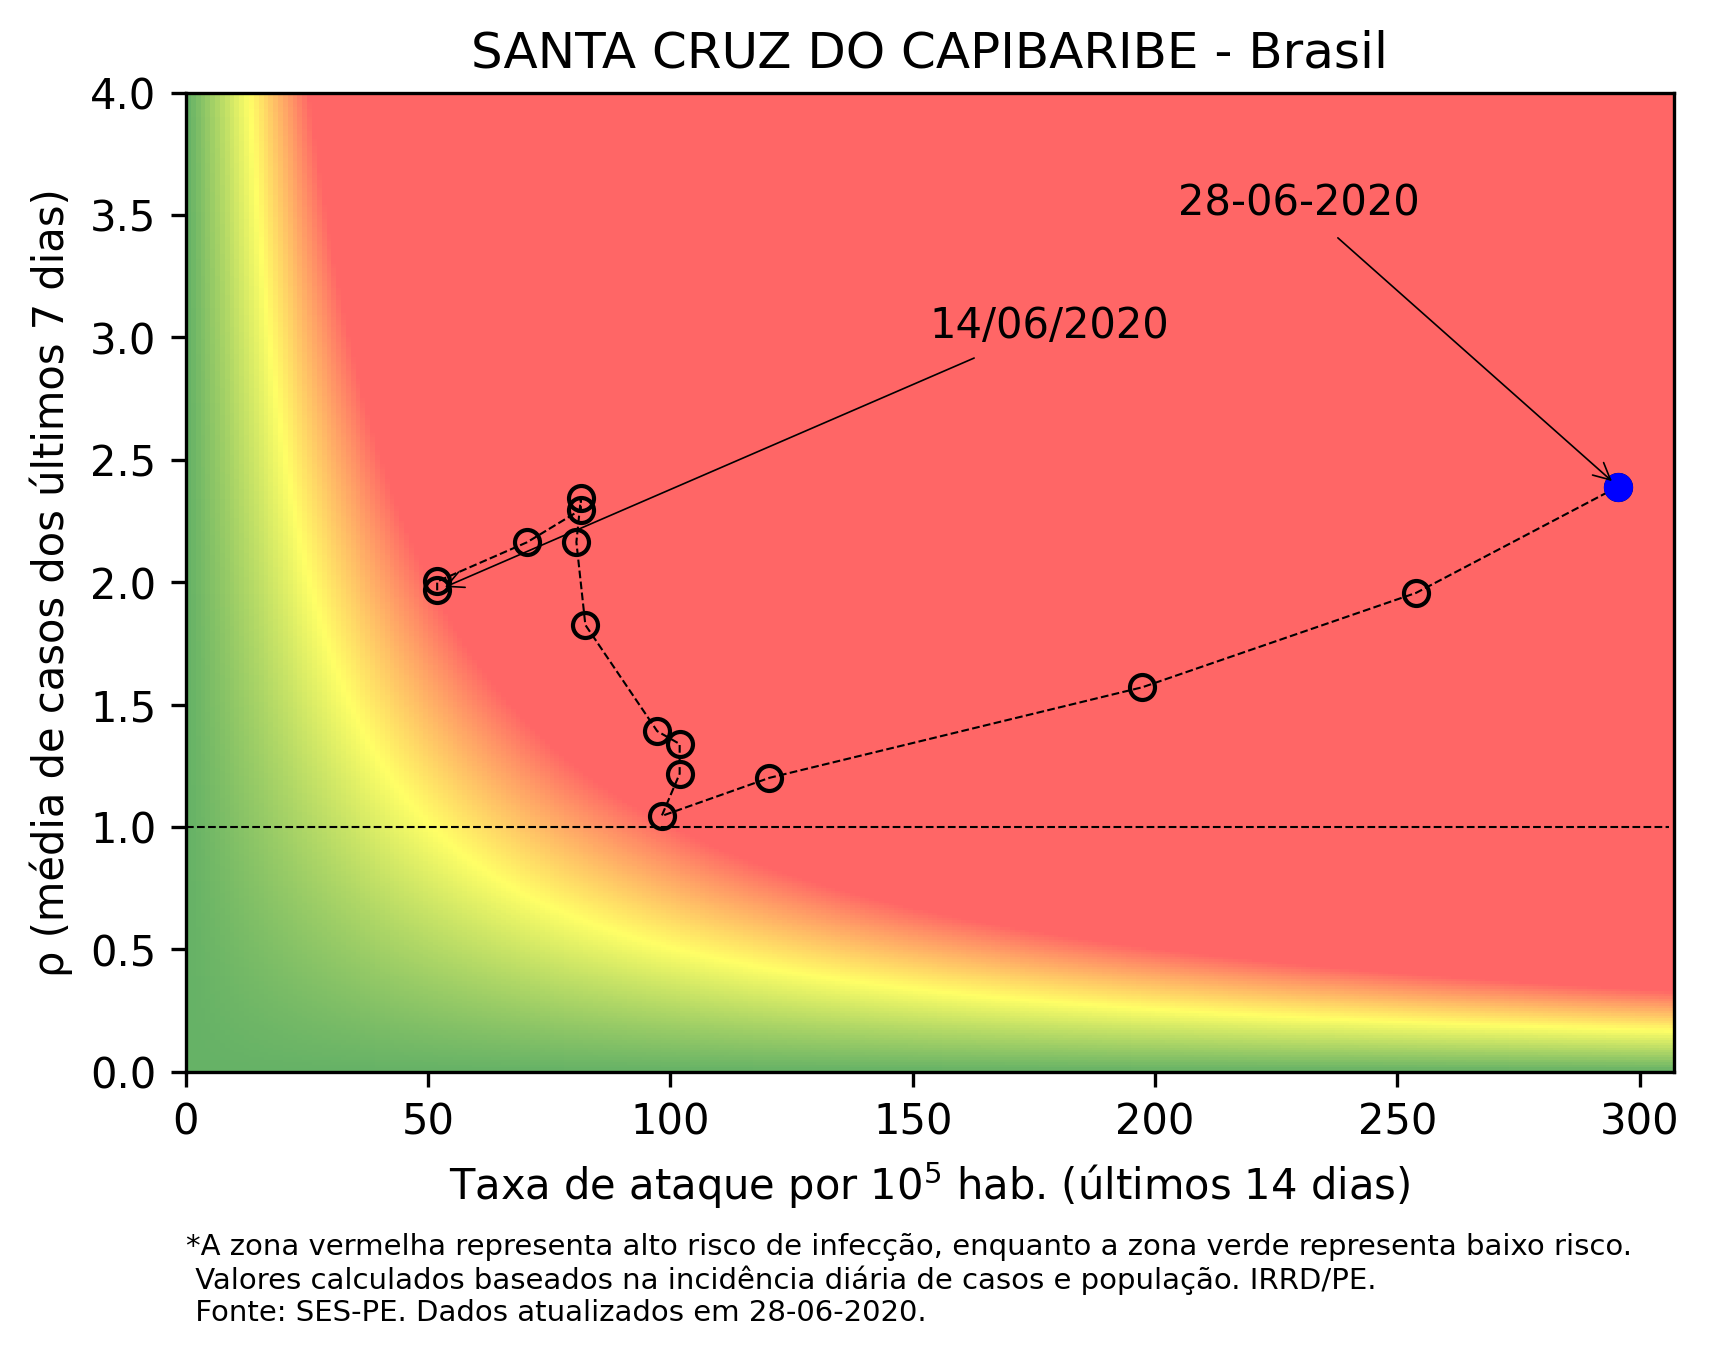 SANTA CRUZ DO CAPIBARIBE - Brasil
4.0
3.5
3.0
2.5
2.0
1.5
1.0
0.5
0.0
ρ (média de casos dos últimos 7 dias)
28-06-2020
14/06/2020
0 50 100 150 200 250 300
Taxa de ataque por 10⁵ hab. (últimos 14 dias)
*A zona vermelha representa alto risco de infecção, enquanto a zona verde representa baixo risco.
Valores calculados baseados na incidência diária de casos e população. IRRD/PE.
Fonte: SES-PE. Dados atualizados em 28-06-2020.